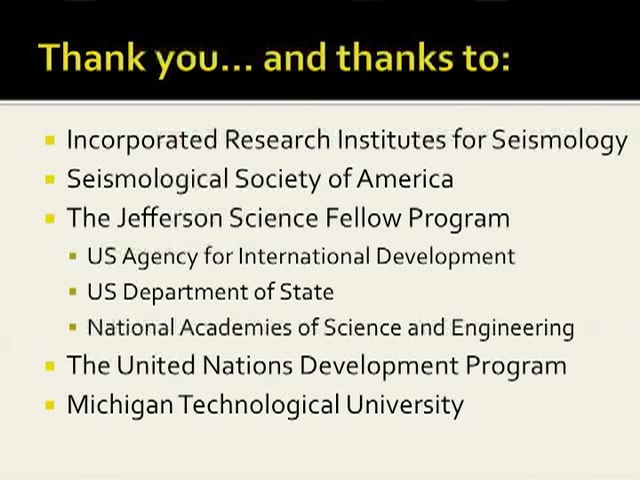 Thank you... and thanks to:
Incorporated Research Institutes for Seismology
Seismological Society of America
The Jefferson Science Fellow Program
US Agency for International Development
US Department of State
National Academies of Science and Engineering
The United Nations Development Program
Michigan Technological University